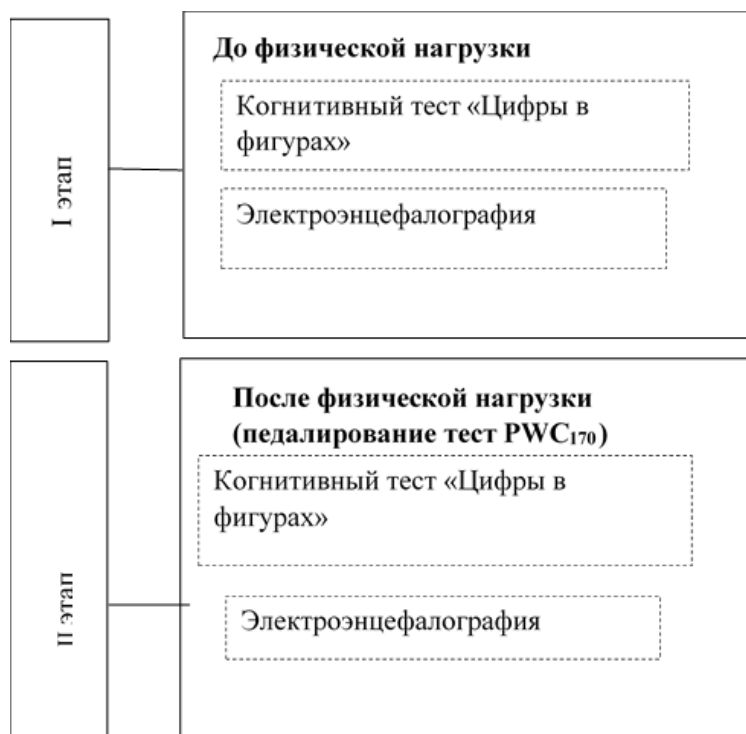 I этап
До физической нагрузки
Когнитивный тест «Цифры в
фигурах»
Электроэнцефалография
II этап
После физической нагрузки
(педалирование тест PWC₁₇₀)
Когнитивный тест «Цифры в
фигурах»
Электроэнцефалография